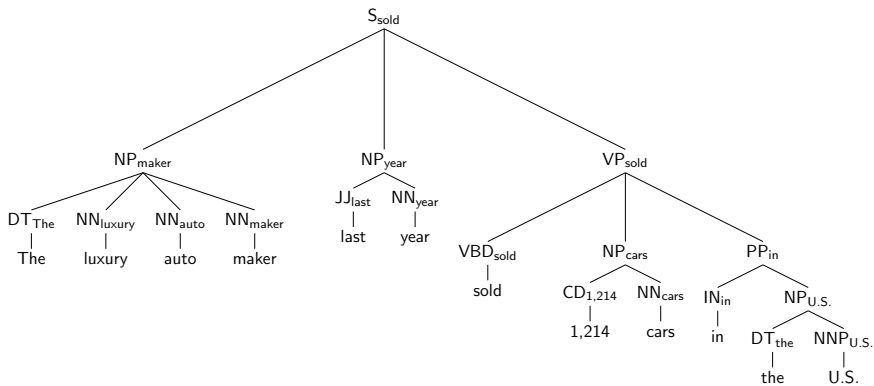 S_sold
NP_maker NP_year VP_sold
DT_The NN_luxury NN_auto NN_maker JJ_last NN_year
The luxury auto maker last year
VBD_sold NP_cars PP_in
sold CD_1,214 NN_cars IN_in NP_U.S.
1,214 cars in DT_the NNP_U.S.
the U.S.